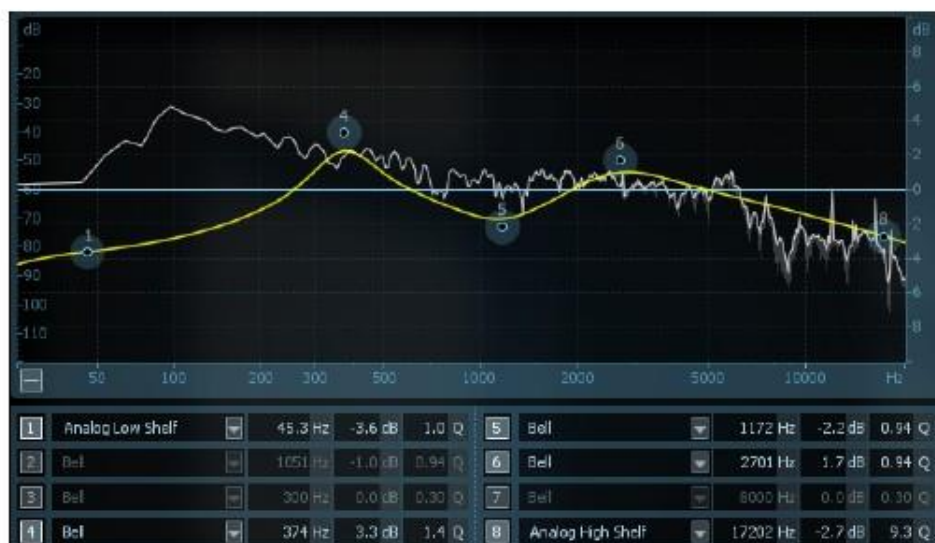 dB 4 dB
8
-20 6
-30 4
-40 6
-50 2
-60 5 0
-70 1 8 2
-80 4
-90 6
-100 8
-110
— 50 100 200 300 500 1000 2000 5000 10000 Hz
1 Analog Low Shelf 45.3 Hz -3.6 dB 1.0 Q 5 Bell 1172 Hz -2.2 dB 0.94 Q
2 Bell 1051 Hz -1.0 dB 0.94 Q 6 Bell 2701 Hz 1.7 dB 0.94 Q
3 Bell 300 Hz 0.0 dB 0.30 Q 7 Bell 8000 Hz 0.0 dB 0.30 Q
4 Bell 374 Hz 3.3 dB 1.4 Q 8 Analog High Shelf 17202 Hz -2.7 dB 9.3 Q